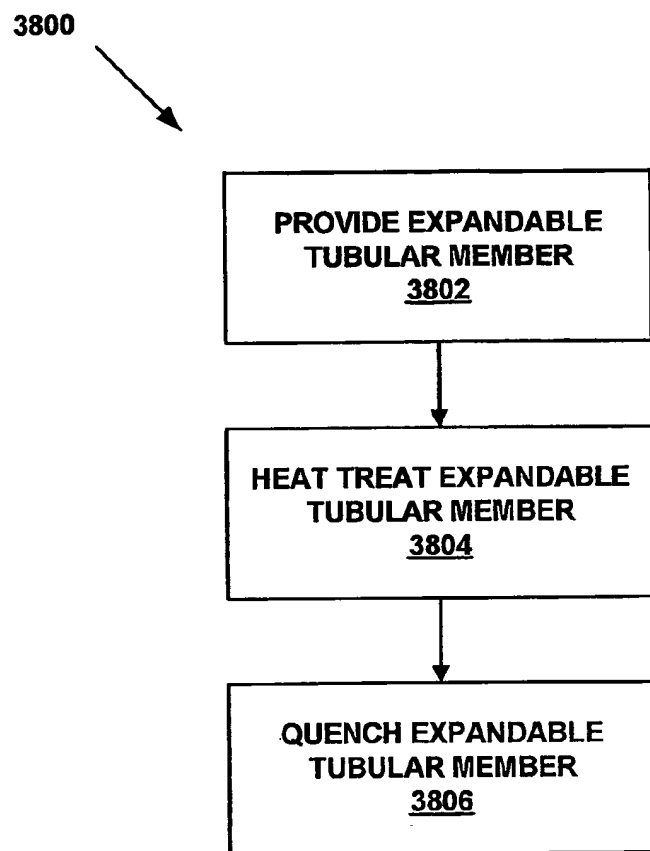 3800
PROVIDE EXPANDABLE
TUBULAR MEMBER
3802
HEAT TREAT EXPANDABLE
TUBULAR MEMBER
3804
QUENCH EXPANDABLE
TUBULAR MEMBER
3806